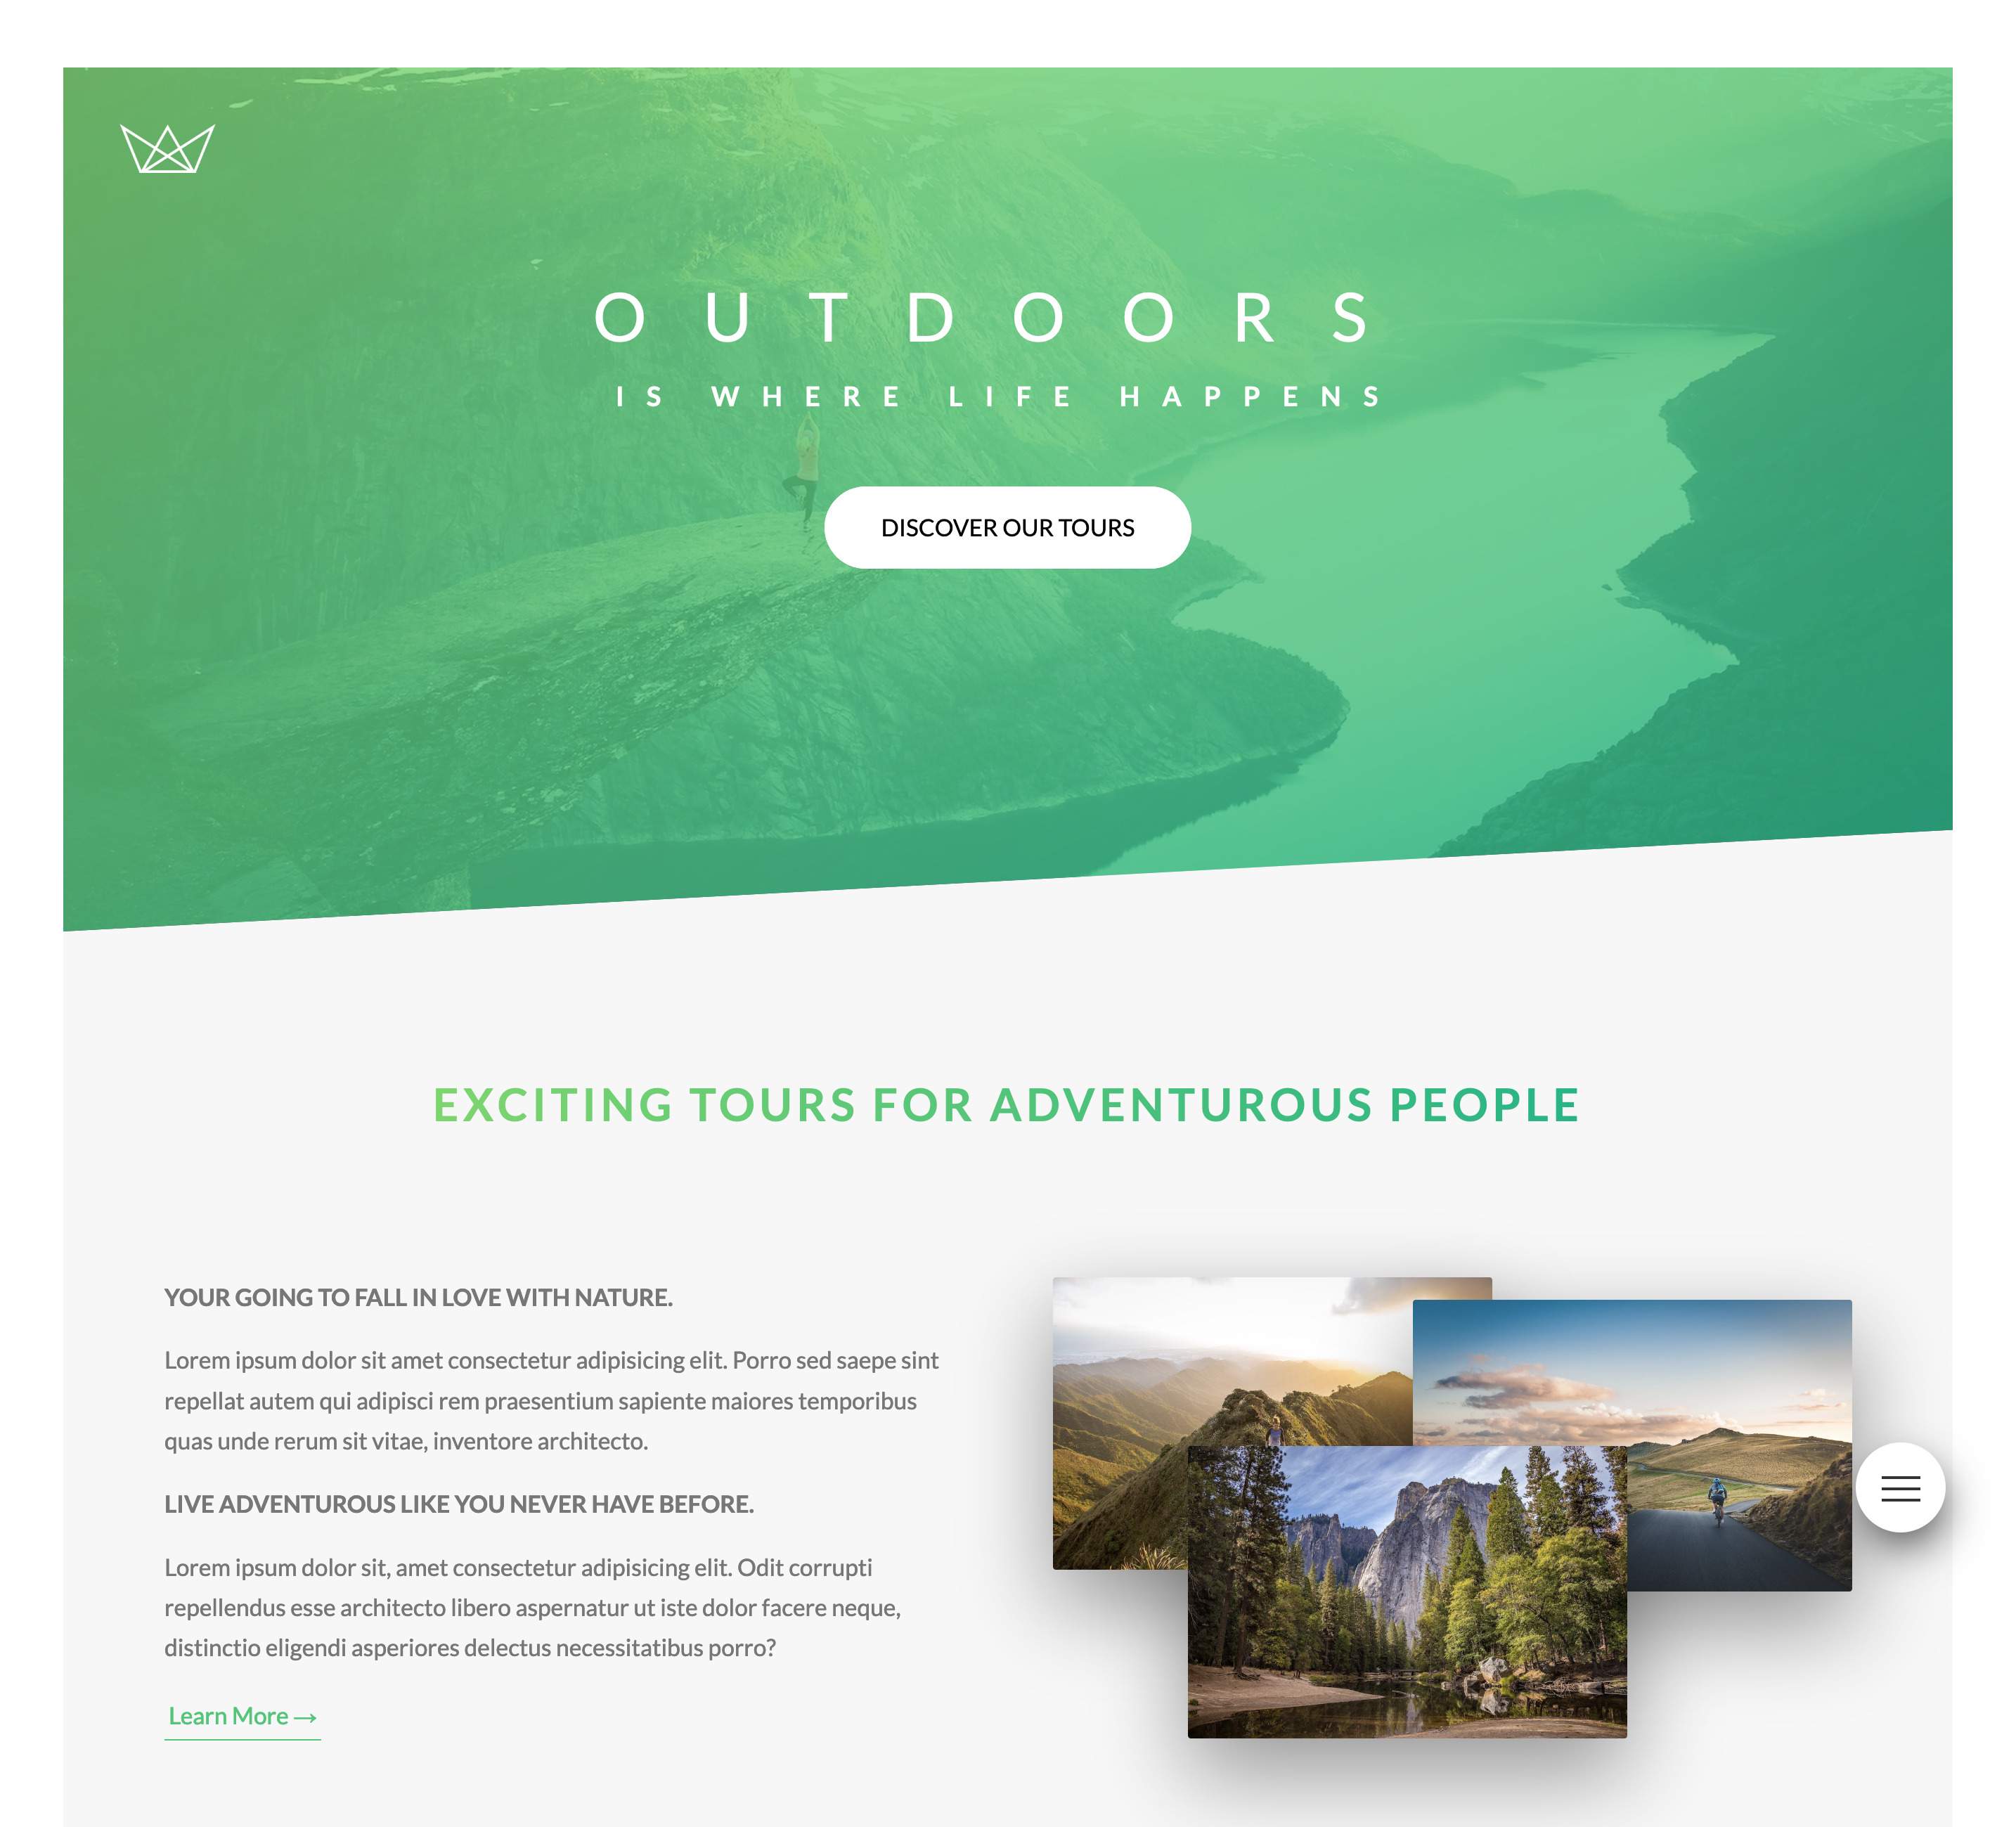 OUTDOORS
IS WHERE LIFE HAPPENS
DISCOVER OUR TOURS
EXCITING TOURS FOR ADVENTUROUS PEOPLE
YOUR GOING TO FALL IN LOVE WITH NATURE.
Lorem ipsum dolor sit amet consectetur adipisicing elit. Porro sed saepe sint
repellat autem qui adipisci rem praesentium sapiente maiores temporibus
quas unde rerum sit vitae, inventore architecto.
LIVE ADVENTUROUS LIKE YOU NEVER HAVE BEFORE.
Lorem ipsum dolor sit, amet consectetur adipisicing elit. Odit corrupti
repellendus esse architecto libero aspernatur ut iste dolor facere neque,
distinctio eligendi asperiores delectus necessitatibus porro?
Learn More →